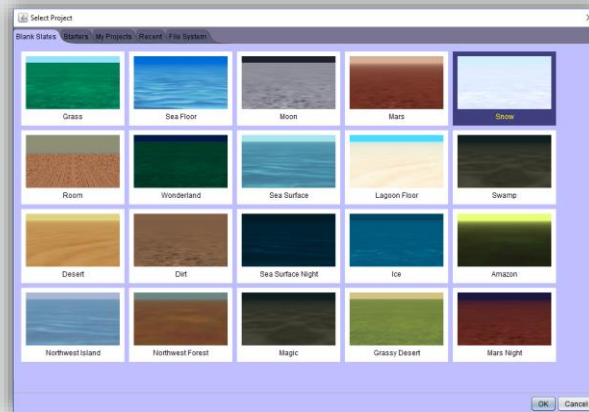 Select Project
Blank Slates Starters My Projects Recent File System
Grass Sea Floor Moon Mars Snow
Room Wonderland Sea Surface Lagoon Floor Swamp
Desert Dirt Sea Surface Night Ice Amazon
Northwest Island Northwest Forest Magic Grassy Desert Mars Night
OK Cancel